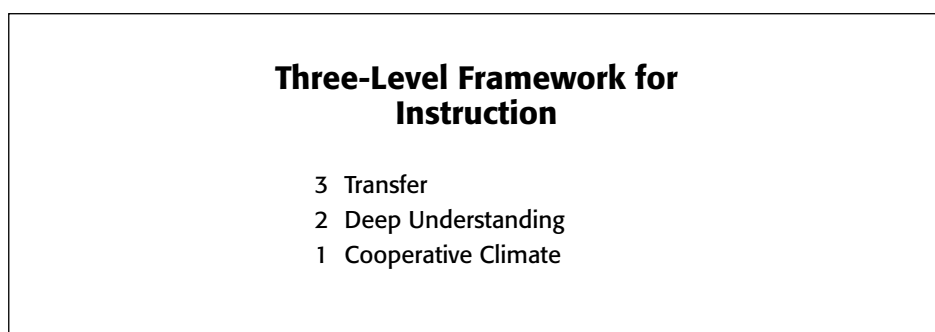 Three-Level Framework for
Instruction
3 Transfer
2 Deep Understanding
1 Cooperative Climate